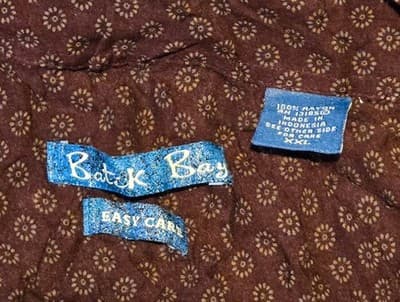 Batik Bay
EASY CARE
100% RAYON
MADE IN
INDONESIA
SEE OTHER SIDE
FOR CARE
XXL